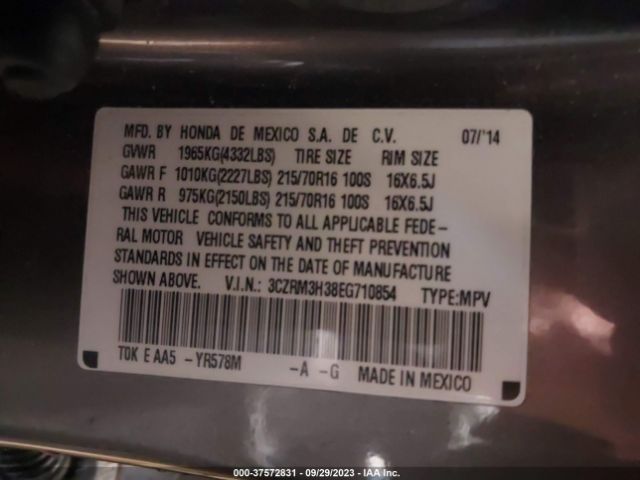 MFD. BY HONDA DE MEXICO S.A. DE C.V. 07/'14
GVWR 1965KG(4332LBS) TIRE SIZE RIM SIZE
GAWR F 1010KG(2227LBS) 215/70R16 100S 16X6.5J
GAWR R 975KG(2150LBS) 215/70R16 100S 16X6.5J
THIS VEHICLE CONFORMS TO ALL APPLICABLE FEDE-
RAL MOTOR VEHICLE SAFETY AND THEFT PREVENTION
STANDARDS IN EFFECT ON THE DATE OF MANUFACTURE
SHOWN ABOVE. V.I.N.: 3CZRM3H38EG710854 TYPE:MPV
T0K E AA5 -YR578M -A -G MADE IN MEXICO
000-37572831 - 09/29/2023 - IAA Inc.